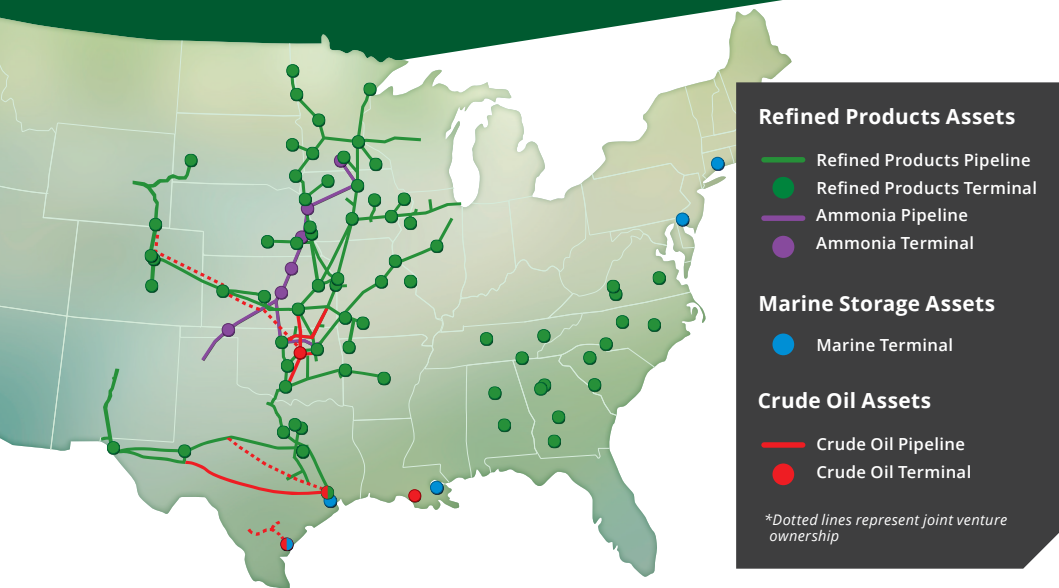 Refined Products Assets
Refined Products Pipeline
Refined Products Terminal
Ammonia Pipeline
Ammonia Terminal
Marine Storage Assets
Marine Terminal
Crude Oil Assets
Crude Oil Pipeline
Crude Oil Terminal
*Dotted lines represent joint venture
ownership